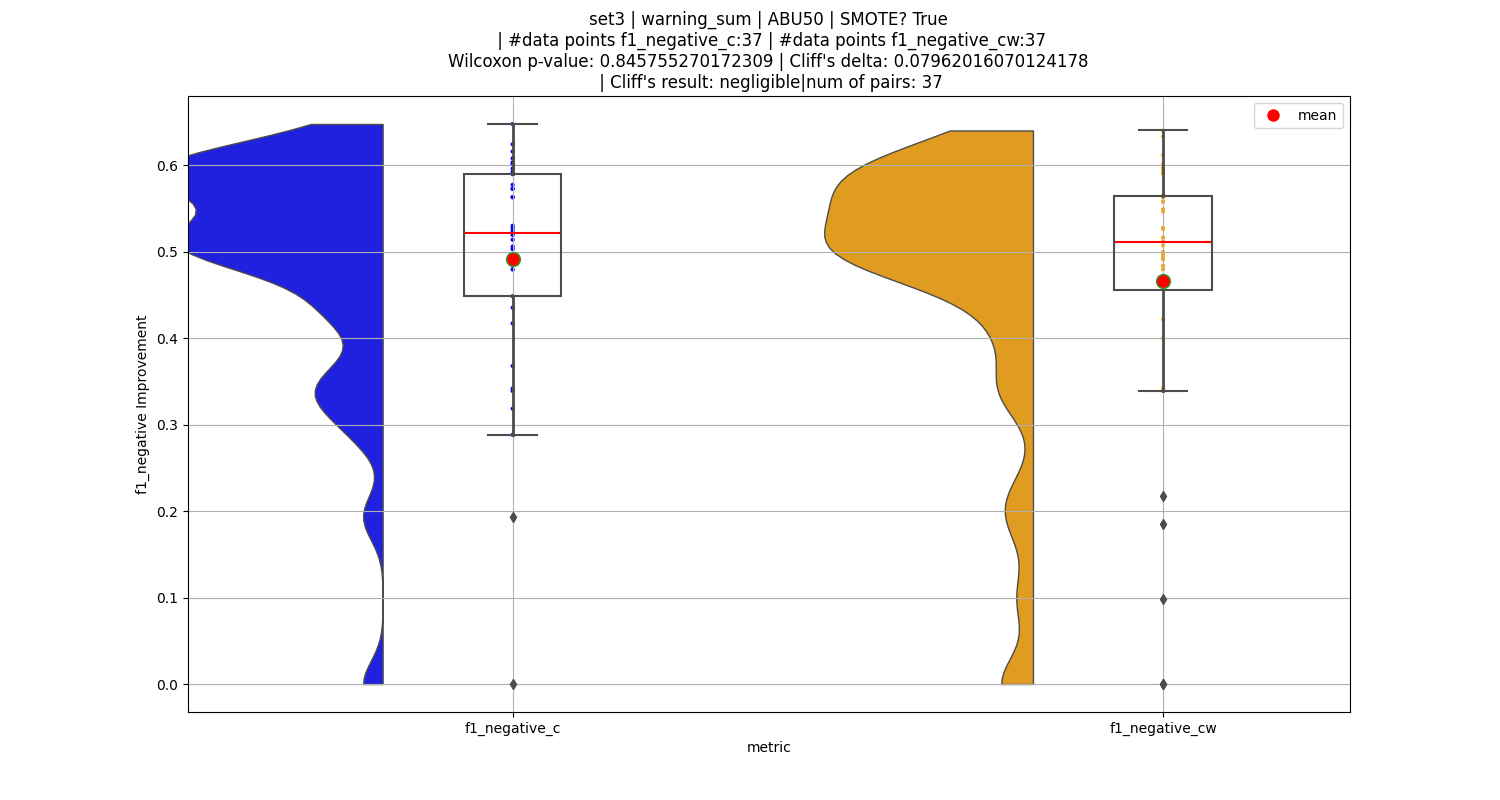 set3 | warning_sum | ABU50 | SMOTE? True
| #data points f1_negative_c:37 | #data points f1_negative_cw:37
Wilcoxon p-value: 0.845755270172309 | Cliff's delta: 0.07962016070124178
| Cliff's result: negligible|num of pairs: 37
mean
0.6
0.5
0.4
0.3
0.2
0.1
0.0
f1_negative Improvement
f1_negative_c
f1_negative_cw
metric